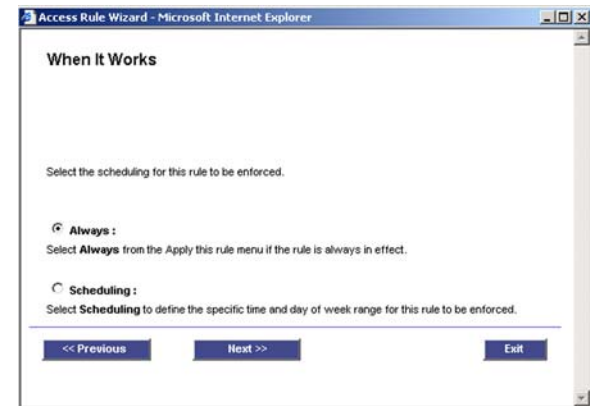 Access Rule Wizard - Microsoft Internet Explorer
When It Works
Select the scheduling for this rule to be enforced.
Always :
Select Always from the Apply this rule menu if the rule is always in effect.
Scheduling :
Select Scheduling to define the specific time and day of week range for this rule to be enforced.
<< Previous
Next >>
Exit